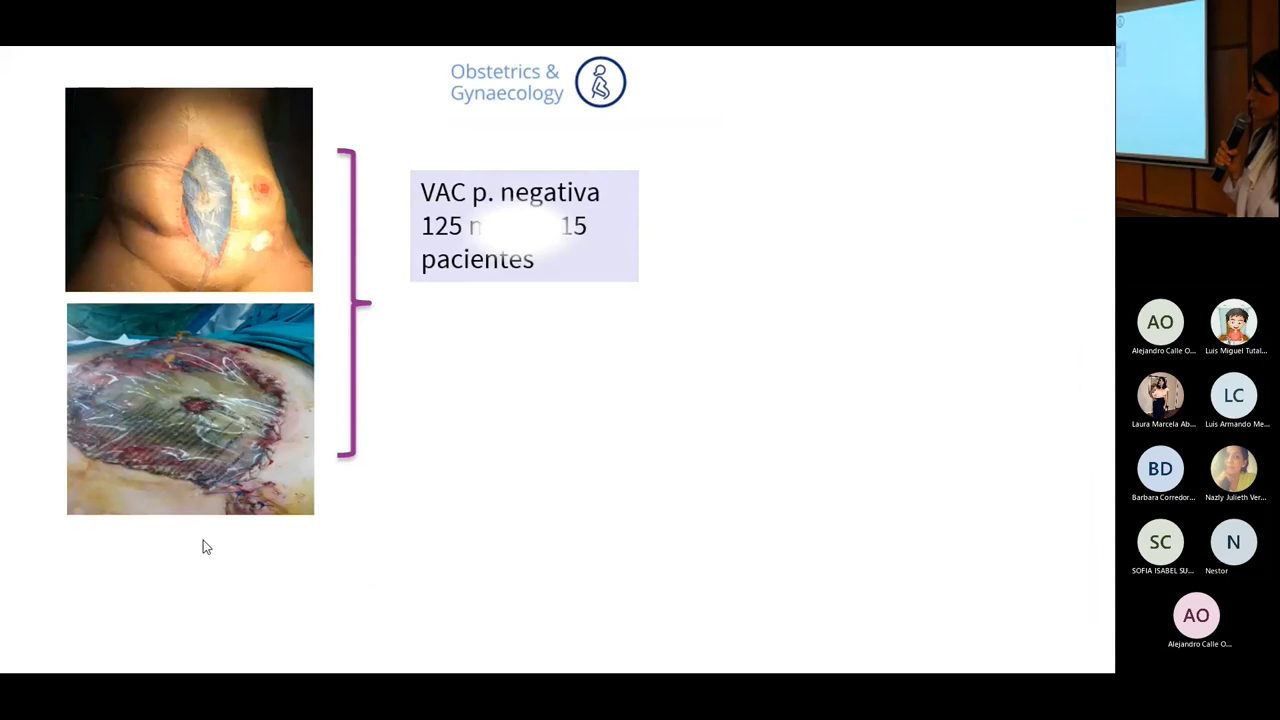 Obstetrics &
Gynaecology
VAC p. negativa
125 15
pacientes
AO
Alejandro Calle O...
Luis Miguel Tutal...
Laura Marcela Ab...
LC
Luis Armando Me...
BD
Barbara Corredor...
Nazly Julieth Ver...
SC
SOFIA ISABEL SU...
N
Nestor
AO
Alejandro Calle O...